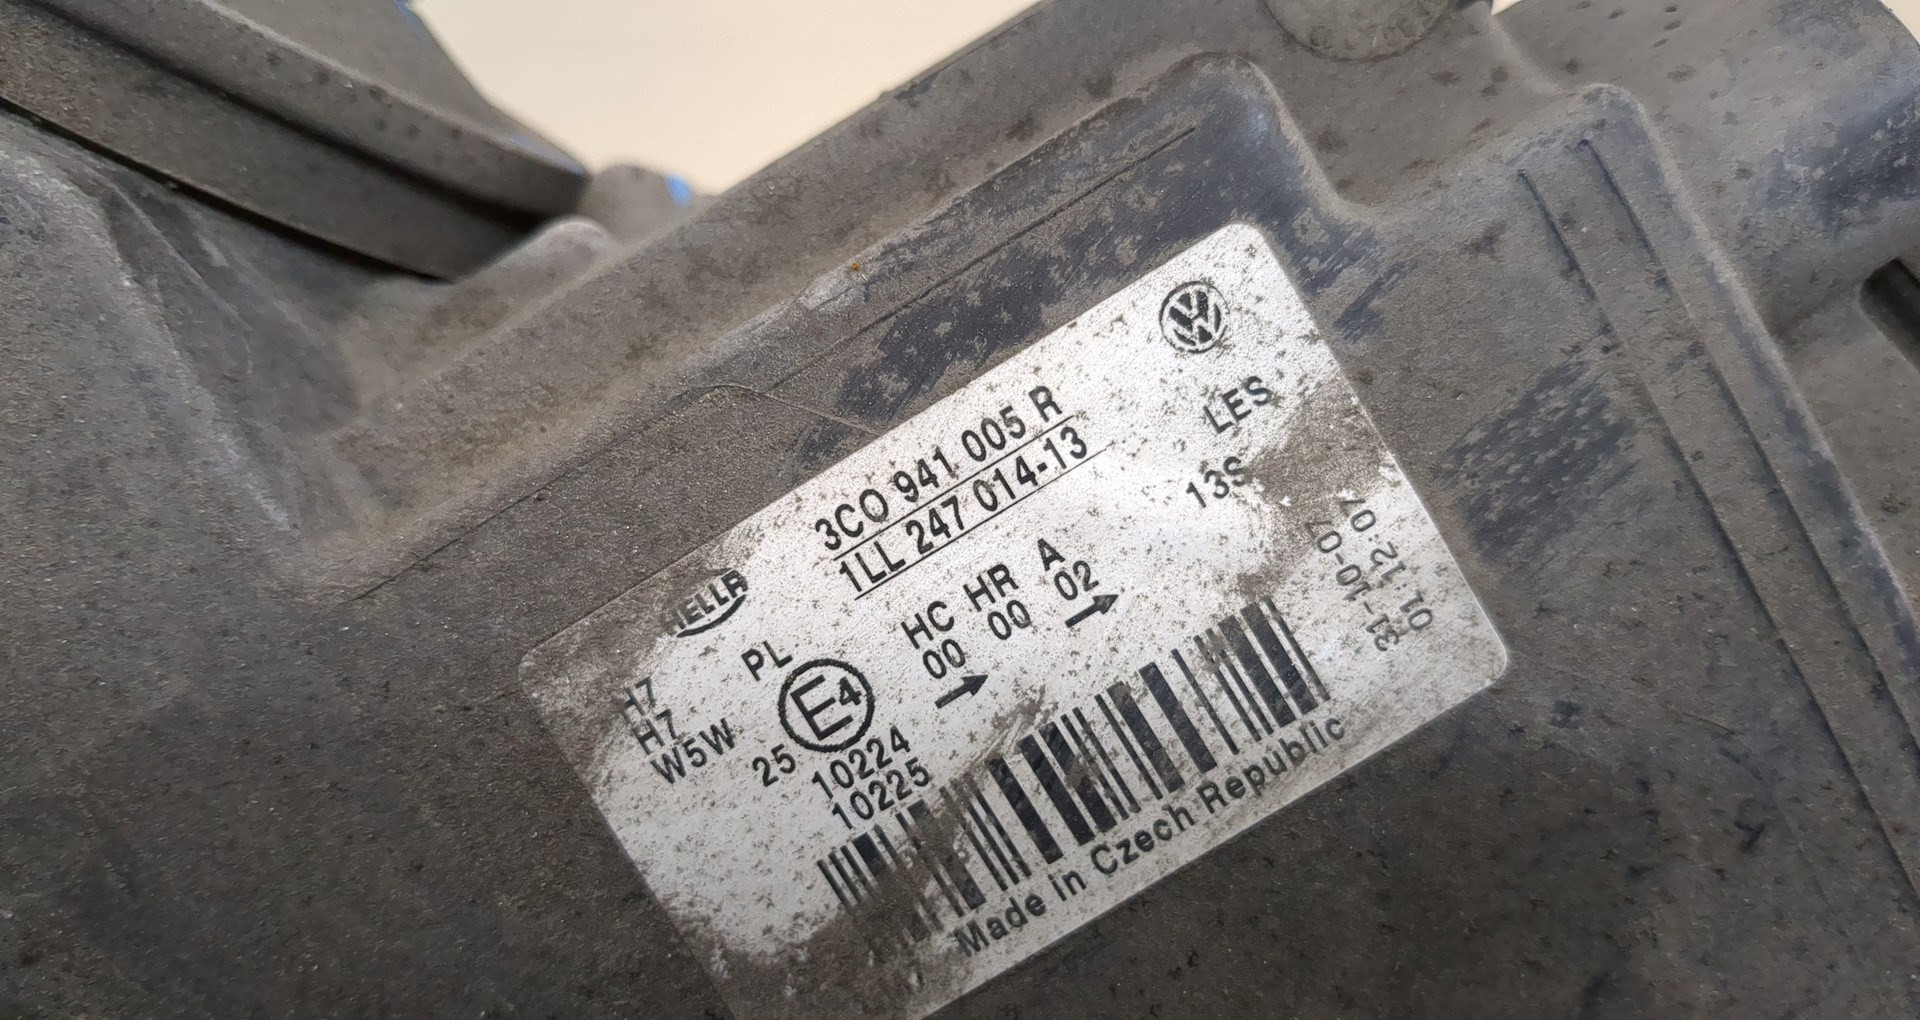 3C0 941 005 R
1LL 247 014-13
LES
13S
HELLA
HC HR A
00 00 02
PL
E4
25
10224
10225
H7
H7
W5W
31-10-07
01 12:07
Made in Czech Republic